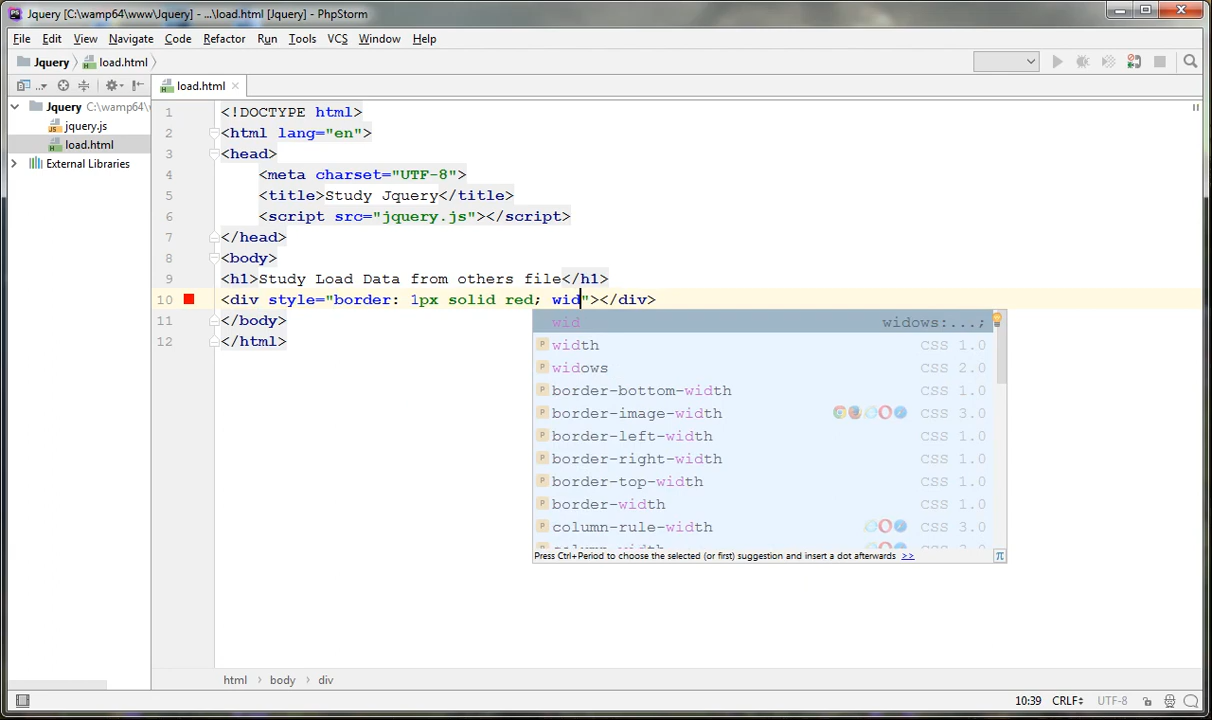 Jquery [C:\wamp64\www\Jquery] - ...\load.html [Jquery] - PhpStorm
File Edit View Navigate Code Refactor Run Tools VCS Window Help
Jquery load.html
load.html
Jquery C:\wamp64\
jquery.js
load.html
External Libraries
1 <!DOCTYPE html>
2 <html lang="en">
3 <head>
4 <meta charset="UTF-8">
5 <title>Study Jquery</title>
6 <script src="jquery.js"></script>
7 </head>
8 <body>
9 <h1>Study Load Data from others file</h1>
10 <div style="border: 1px solid red; wid"></div>
11 </body>
12 </html>
wid widows:...;
width CSS 1.0
widows CSS 2.0
border-bottom-width CSS 1.0
border-image-width CSS 3.0
border-left-width CSS 1.0
border-right-width CSS 1.0
border-top-width CSS 1.0
border-width CSS 1.0
column-rule-width CSS 3.0
Press Ctrl+Period to choose the selected (or first) suggestion and insert a dot afterwards >>
html body div
10:39 CRLF UTF-8